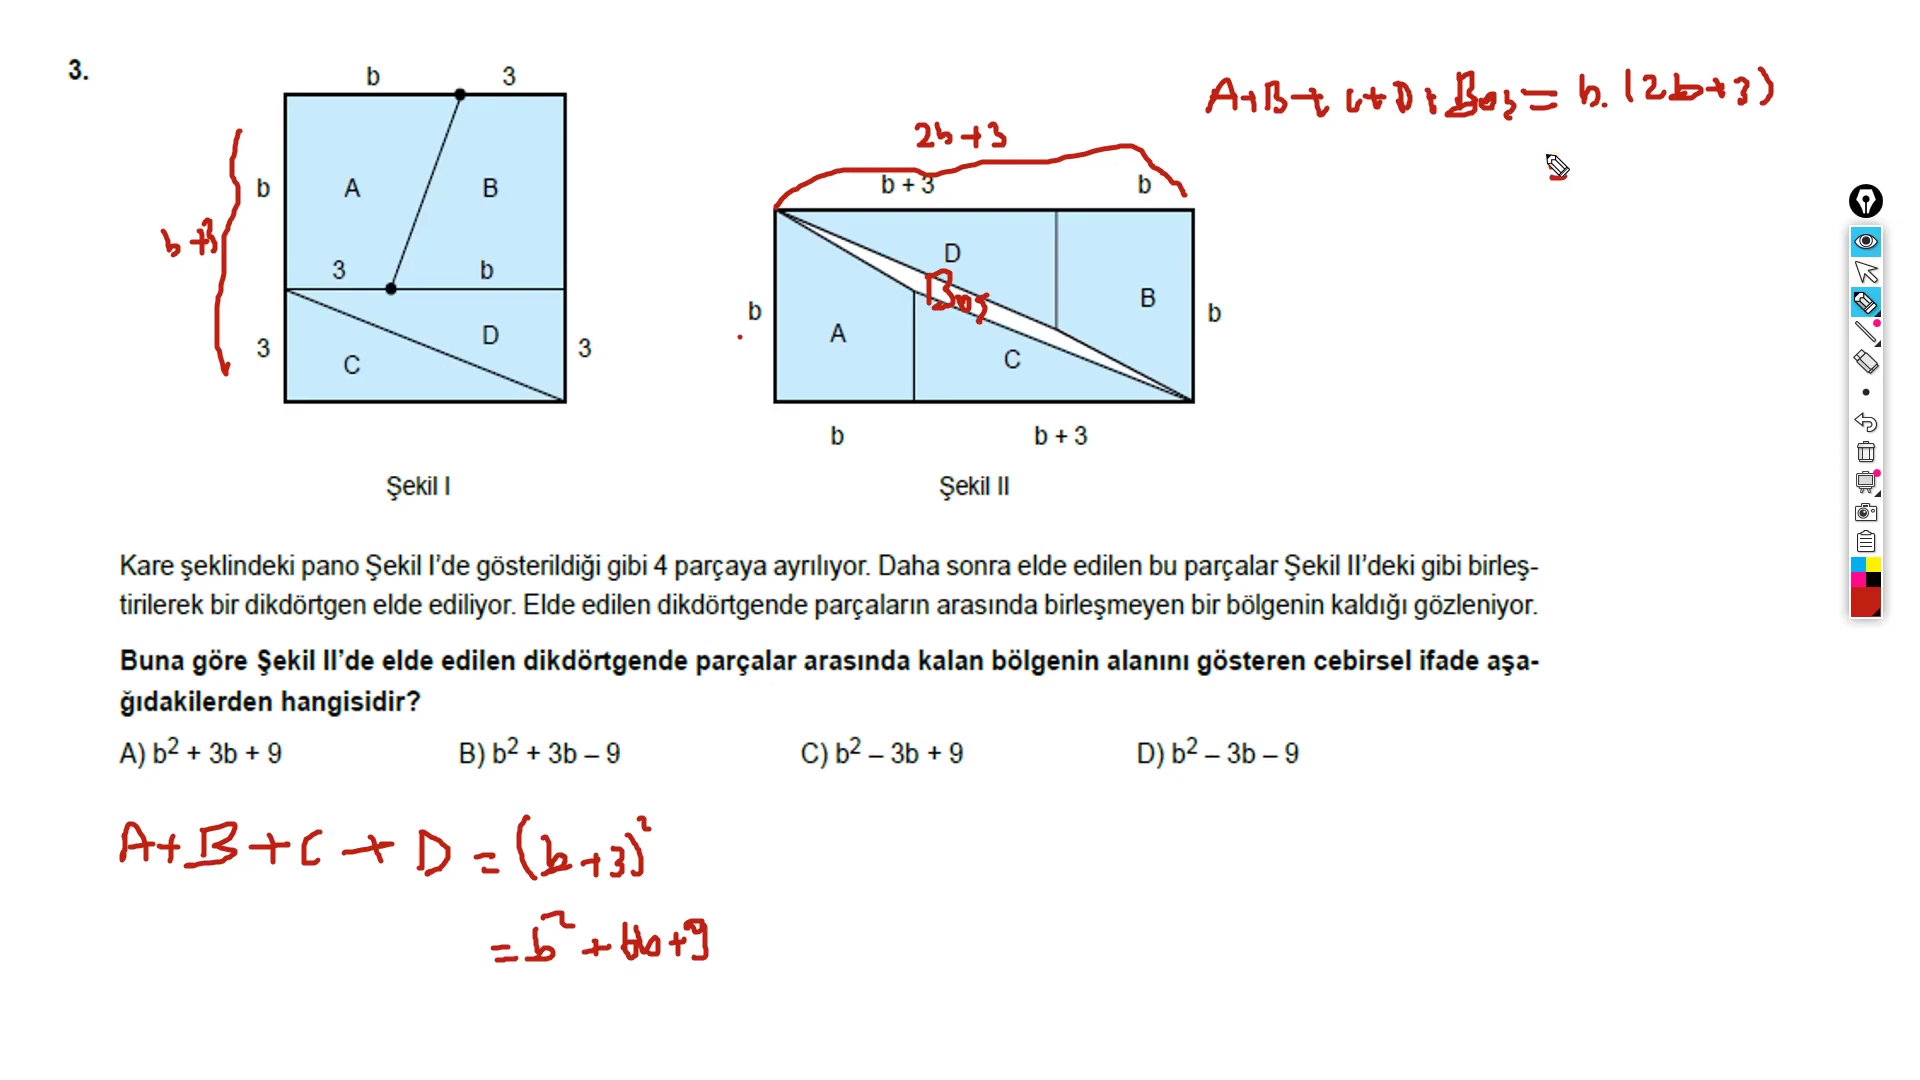 3.
b 3
b A B
3 b
3 C D 3
b+3
Şekil I
2b+3
b + 3 b
D
Boş
b A C B b
b b + 3
Şekil II
A+B+C+D+Boş= b.(2b+3)
Kare şeklindeki pano Şekil I’de gösterildiği gibi 4 parçaya ayrılıyor. Daha sonra elde edilen bu parçalar Şekil II’deki gibi birleş-
tirilerek bir dikdörtgen elde ediliyor. Elde edilen dikdörtgende parçaların arasında birleşmeyen bir bölgenin kaldığı gözleniyor.
Buna göre Şekil II’de elde edilen dikdörtgende parçalar arasında kalan bölgenin alanını gösteren cebirsel ifade aşa-
ğıdakilerden hangisidir?
A) b² + 3b + 9 B) b² + 3b – 9 C) b² – 3b + 9 D) b² – 3b – 9
A+B+C+D = (b+3)²
= b² + 6b+9